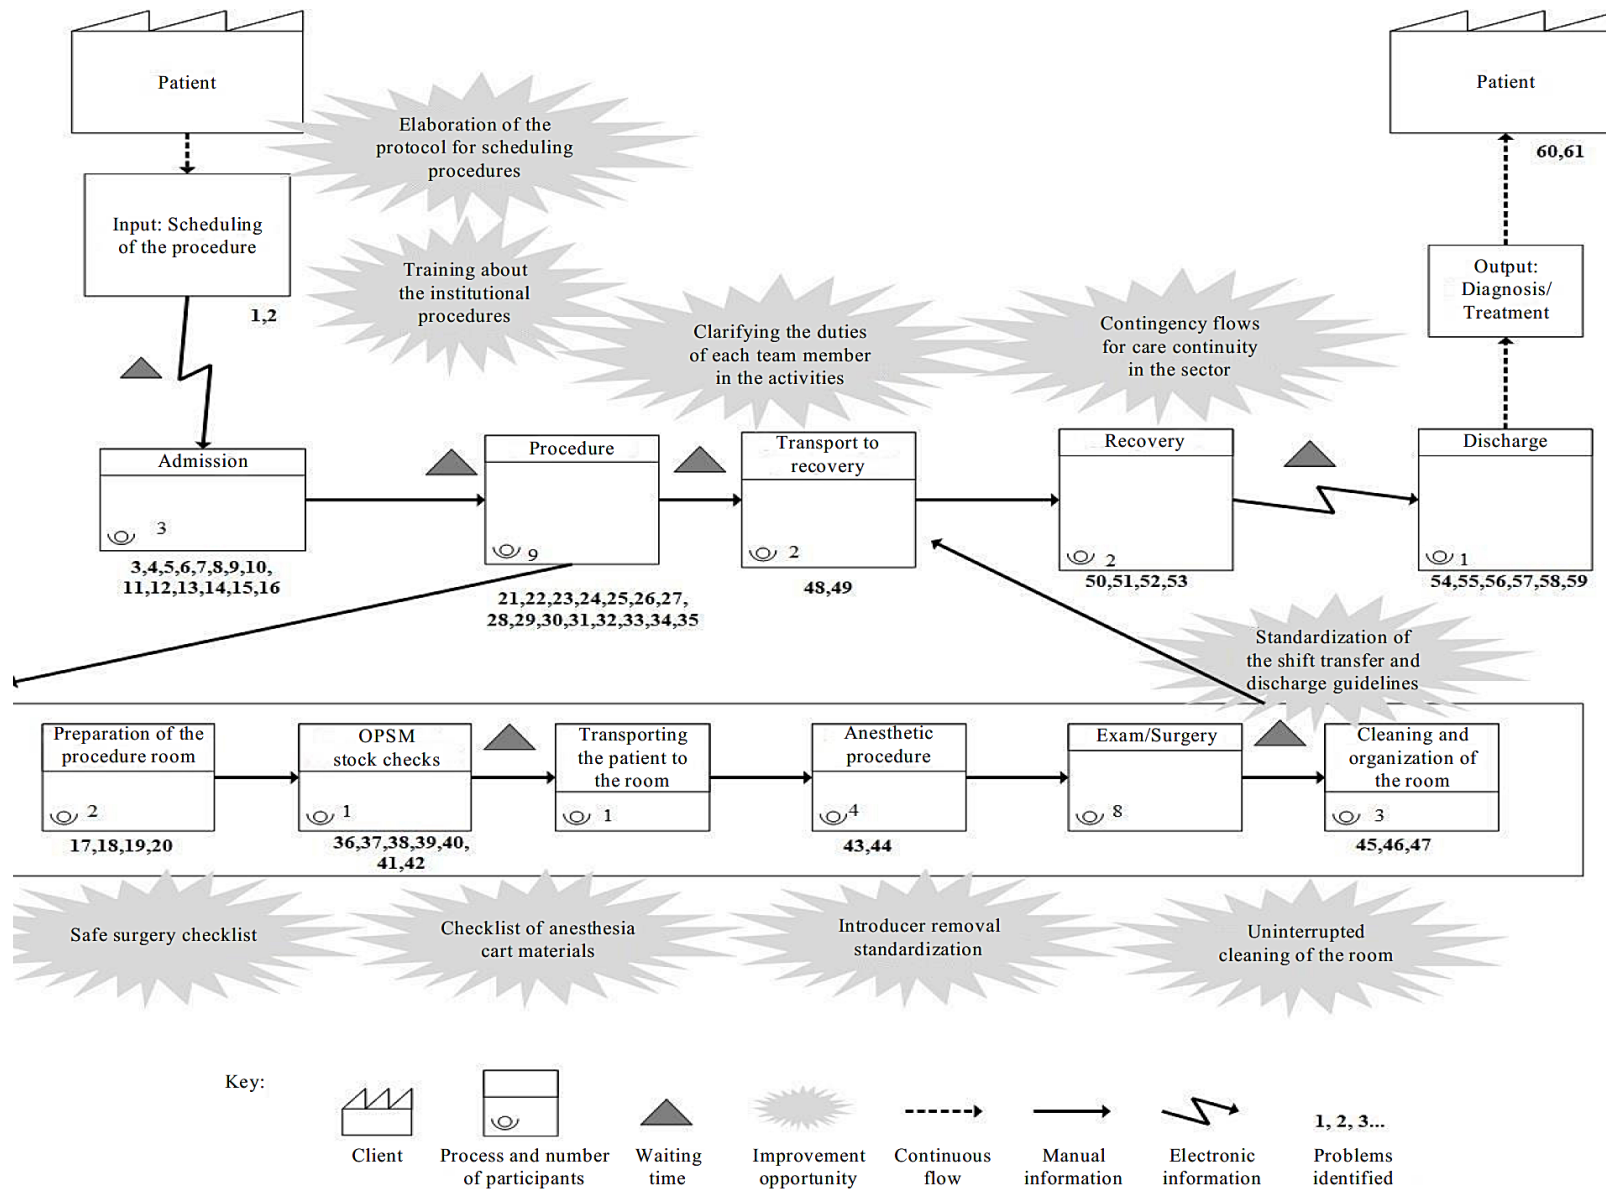 Patient
Patient
Elaboration of the
protocol for scheduling
procedures
60,61
Input: Scheduling
of the procedure
Training about
the institutional
procedures
Output:
Diagnosis/
Treatment
1,2
Clarifying the duties
of each team member
in the activities
Contingency flows
for care continuity
in the sector
Admission
3
3,4,5,6,7,8,9,10,
11,12,13,14,15,16
Procedure
9
21,22,23,24,25,26,27,
28,29,30,31,32,33,34,35
Transport to
recovery
2
48,49
Recovery
2
50,51,52,53
Discharge
1
54,55,56,57,58,59
Standardization of
the shift transfer and
discharge guidelines
Preparation of the
procedure room
2
17,18,19,20
OPSM
stock checks
1
36,37,38,39,40,
41,42
Transporting
the patient to
the room
1
Anesthetic
procedure
4
43,44
Exam/Surgery
8
Cleaning and
organization of
the room
3
45,46,47
Safe surgery checklist
Checklist of anesthesia
cart materials
Introducer removal
standardization
Uninterrupted
cleaning of the room
Key:
Client
Process and number
of participants
Waiting
time
Improvement
opportunity
Continuous
flow
Manual
information
Electronic
information
1, 2, 3...
Problems
identified